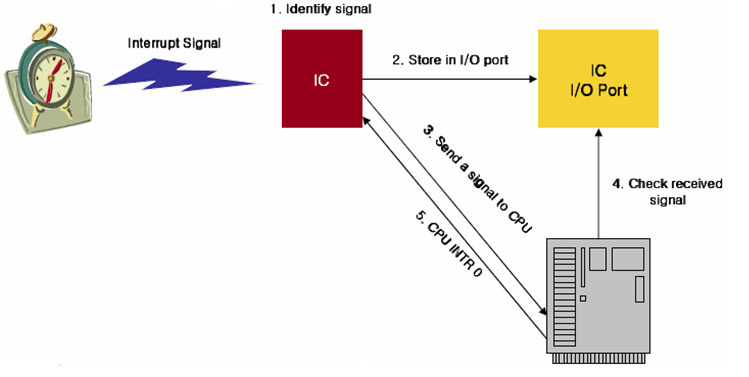 1. Identify signal
Interrupt Signal
IC
2. Store in I/O port
IC
I/O Port
3. Send a signal to CPU
4. Check received
signal
5. CPU INTR 0